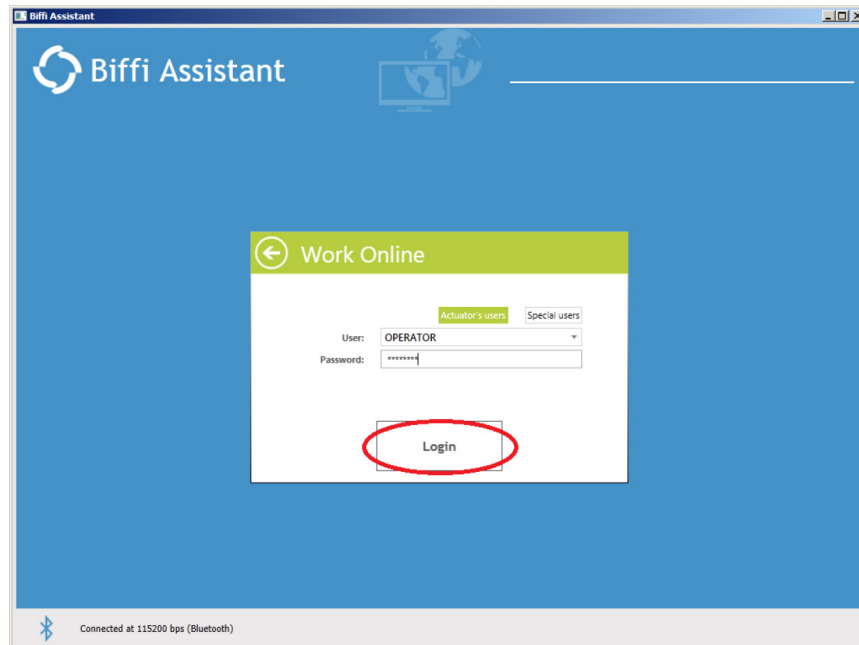 Biffi Assistant
Biffi Assistant
Work Online
Actuator's users Special users
User: OPERATOR
Password: ********
Login
Connected at 115200 bps (Bluetooth)